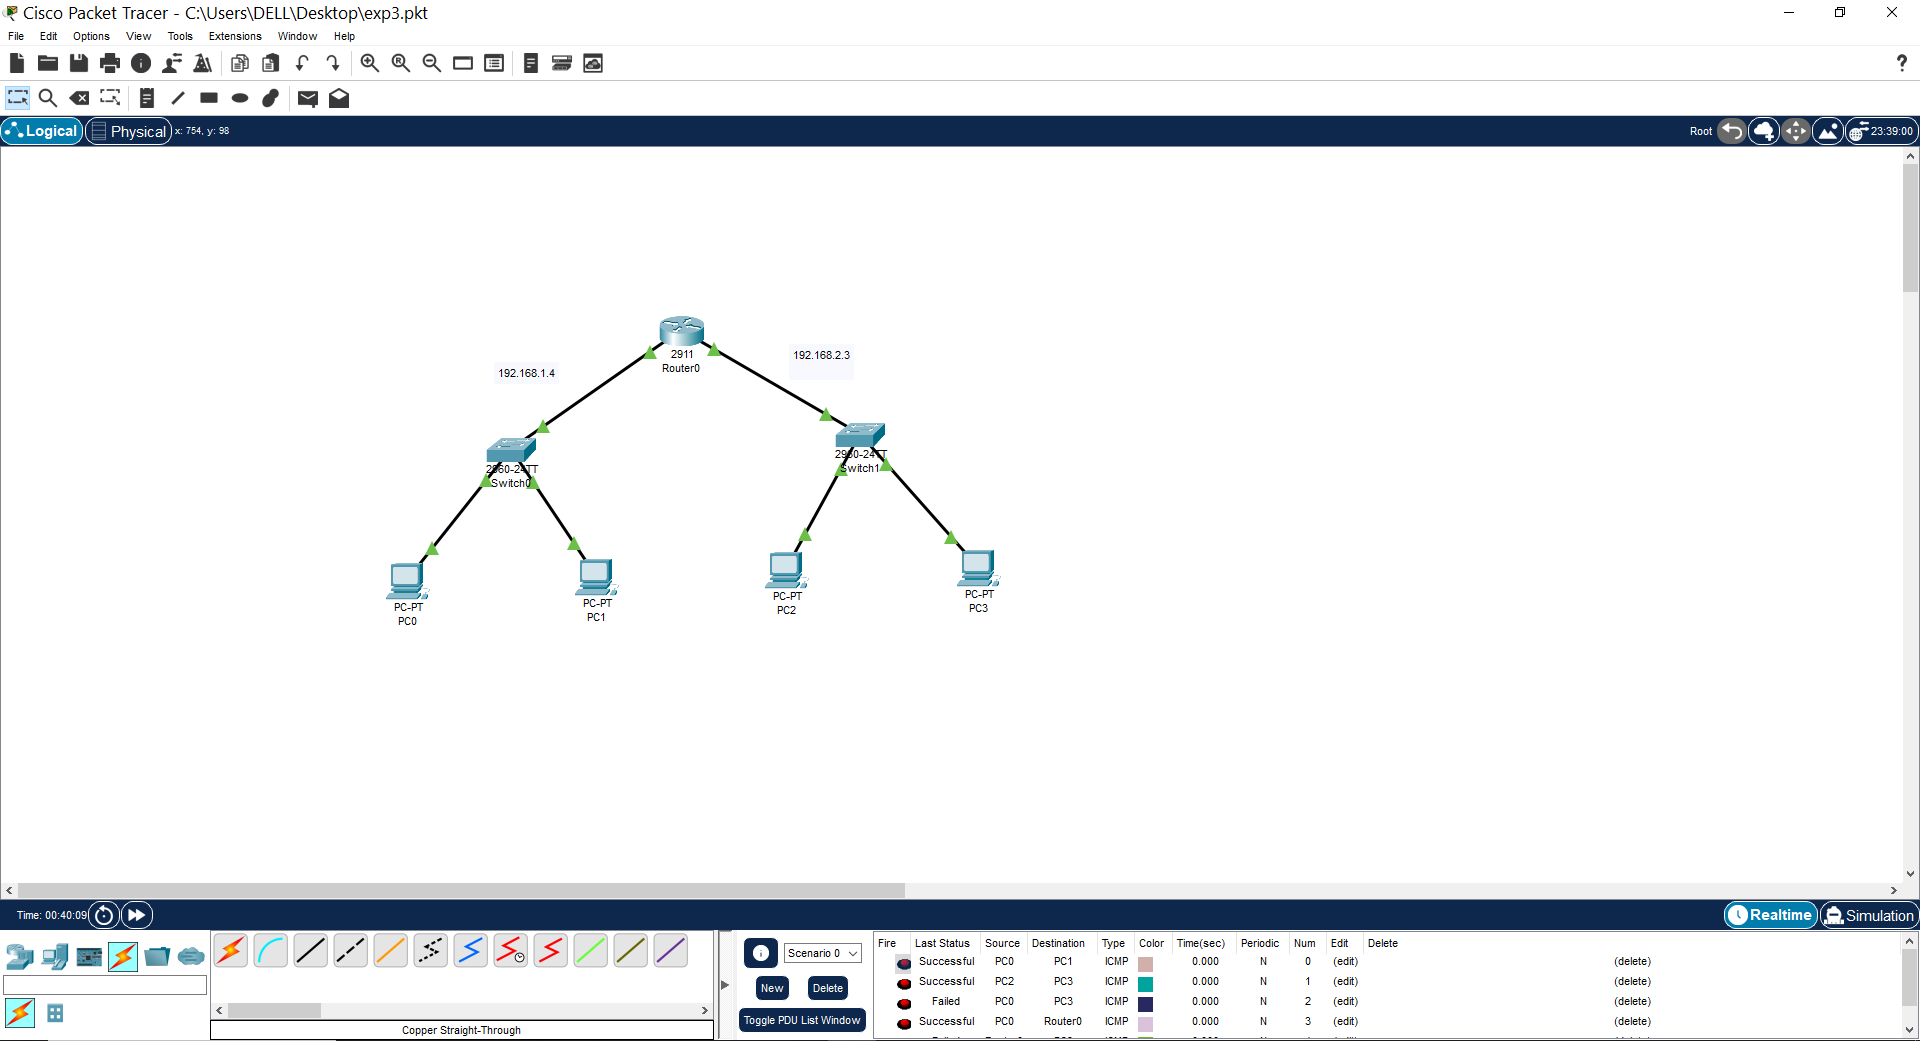 Cisco Packet Tracer - C:\Users\DELL\Desktop\exp3.pkt
File Edit Options View Tools Extensions Window Help
Logical Physical x: 754, y: 98 Root 23:39:00
2911
Router0
192.168.2.3
192.168.1.4
2960-24TT
Switch0
2960-24TT
Switch1
PC-PT
PC0
PC-PT
PC1
PC-PT
PC2
PC-PT
PC3
Time: 00:40:09 Realtime Simulation
Scenario 0
New Delete
Toggle PDU List Window
Copper Straight-Through
Fire Last Status Source Destination Type Color Time(sec) Periodic Num Edit Delete
Successful PC0 PC1 ICMP 0.000 N 0 (edit) (delete)
Successful PC2 PC3 ICMP 0.000 N 1 (edit) (delete)
Failed PC0 PC3 ICMP 0.000 N 2 (edit) (delete)
Successful PC0 Router0 ICMP 0.000 N 3 (edit) (delete)